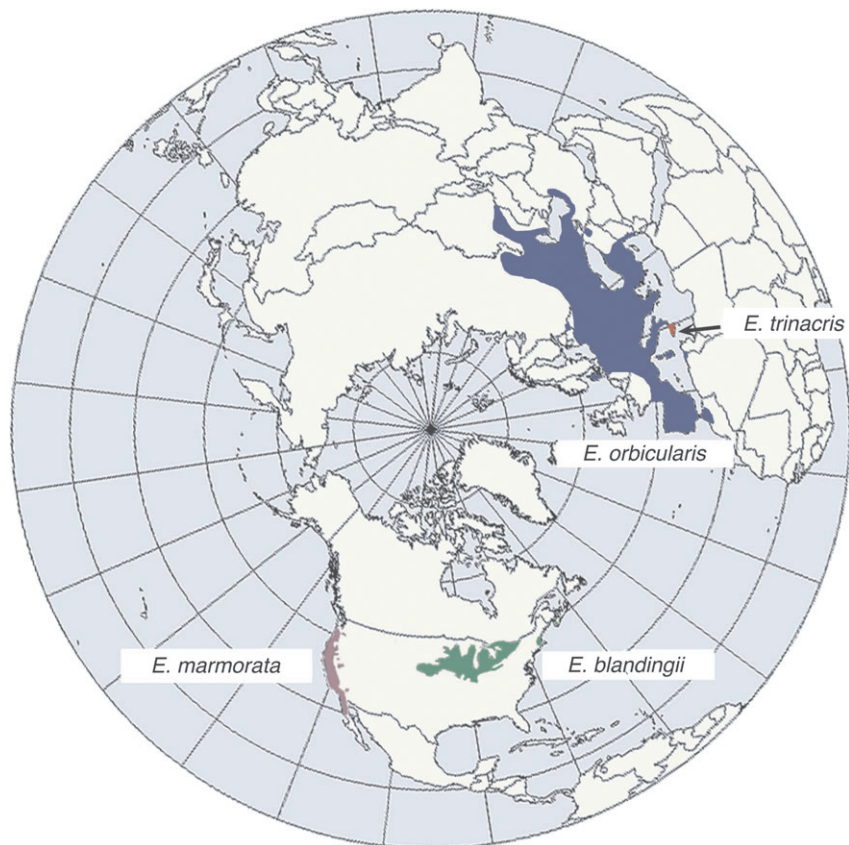 E. trinacris
E. orbicularis
E. marmorata
E. blandingii